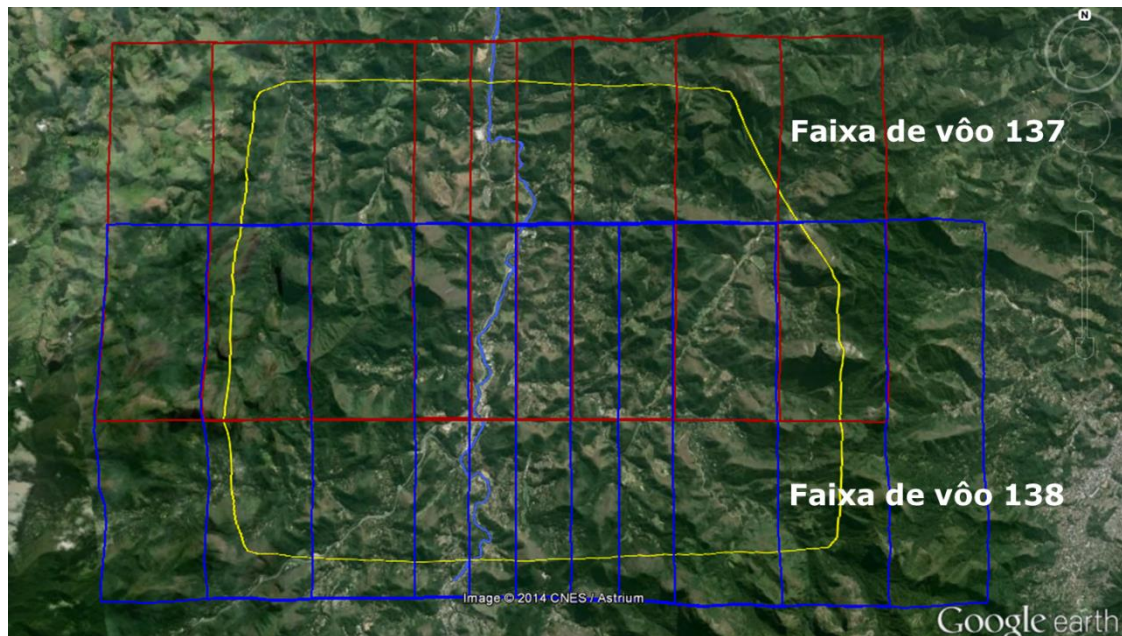 N
Faixa de vôo 137
Faixa de vôo 138
Image © 2014 CNES / Astrium
Google earth